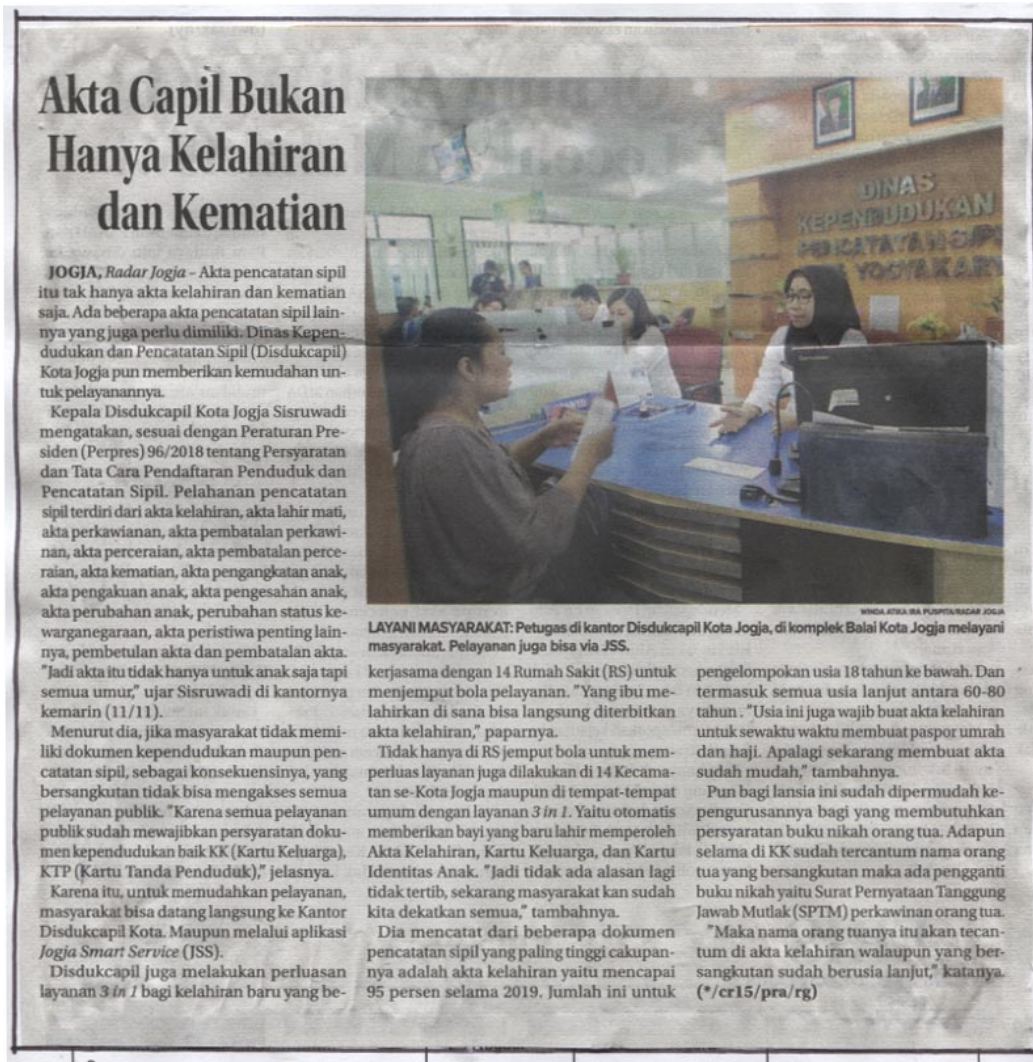 Akta Capil Bukan
Hanya Kelahiran
dan Kematian
JOGJA, Radar Jogja – Akta pencatatan sipil
itu tak hanya akta kelahiran dan kematian
saja. Ada beberapa akta pencatatan sipil lain-
nya yang juga perlu dimiliki. Dinas Kepen-
dudukan dan Pencatatan Sipil (Disdukcapil)
Kota Jogja pun memberikan kemudahan un-
tuk pelayanannya.
Kepala Disdukcapil Kota Jogja Sisruwadi
mengatakan, sesuai dengan Peraturan Pre-
siden (Perpres) 96/2018 tentang Persyaratan
dan Tata Cara Pendaftaran Penduduk dan
Pencatatan Sipil. Pelahanan pencatatan
sipil terdiri dari akta kelahiran, akta lahir mati,
akta perkawianan, akta pembatalan perkawi-
nan, akta perceraian, akta pembatalan perce-
raian, akta kematian, akta pengangkatan anak,
akta pengakuan anak, akta pengesahan anak,
akta perubahan anak, perubahan status ke-
warganegaraan, akta peristiwa penting lain-
nya, pembetulan akta dan pembatalan akta.
"Jadi akta itu tidak hanya untuk anak saja tapi
semua umur," ujar Sisruwadi di kantornya
kemarin (11/11).
Menurut dia, jika masyarakat tidak memi-
liki dokumen kependudukan maupun pen-
catatan sipil, sebagai konsekuensinya, yang
bersangkutan tidak bisa mengakses semua
pelayanan publik. "Karena semua pelayanan
publik sudah mewajibkan persyaratan doku-
men kependudukan baik KK (Kartu Keluarga),
KTP (Kartu Tanda Penduduk)," jelasnya.
Karena itu, untuk memudahkan pelayanan,
masyarakat bisa datang langsung ke Kantor
Disdukcapil Kota. Maupun melalui aplikasi
Jogja Smart Service (JSS).
Disdukcapil juga melakukan perluasan
layanan 3 in 1 bagi kelahiran baru yang be-
DINAS
KEPENDUDUKAN
PENCATATAN SIPI
YOGYAKART
WINDA ATIKA IRA PUSPITA/RADAR JOGJA
LAYANI MASYARAKAT: Petugas di kantor Disdukcapil Kota Jogja, di komplek Balai Kota Jogja melayani
masyarakat. Pelayanan juga bisa via JSS.
kerjasama dengan 14 Rumah Sakit (RS) untuk
menjemput bola pelayanan. "Yang ibu me-
lahirkan di sana bisa langsung diterbitkan
akta kelahiran," paparnya.
Tidak hanya di RS jemput bola untuk mem-
perluas layanan juga dilakukan di 14 Kecama-
tan se-Kota Jogja maupun di tempat-tempat
umum dengan layanan 3 in 1. Yaitu otomatis
memberikan bayi yang baru lahir memperoleh
Akta Kelahiran, Kartu Keluarga, dan Kartu
Identitas Anak. "Jadi tidak ada alasan lagi
tidak tertib, sekarang masyarakat kan sudah
kita dekatkan semua," tambahnya.
Dia mencatat dari beberapa dokumen
pencatatan sipil yang paling tinggi cakupan-
nya adalah akta kelahiran yaitu mencapai
95 persen selama 2019. Jumlah ini untuk
pengelompokan usia 18 tahun ke bawah. Dan
termasuk semua usia lanjut antara 60-80
tahun . "Usia ini juga wajib buat akta kelahiran
untuk sewaktu waktu membuat paspor umrah
dan haji. Apalagi sekarang membuat akta
sudah mudah," tambahnya.
Pun bagi lansia ini sudah dipermudah ke-
pengurusannya bagi yang membutuhkan
persyaratan buku nikah orang tua. Adapun
selama di KK sudah tercantum nama orang
tua yang bersangkutan maka ada pengganti
buku nikah yaitu Surat Pernyataan Tanggung
Jawab Mutlak (SPTM) perkawinan orang tua.
"Maka nama orang tuanya itu akan tecan-
tum di akta kelahiran walaupun yang ber-
sangkutan sudah berusia lanjut," katanya.
(*/cr15/pra/rg)